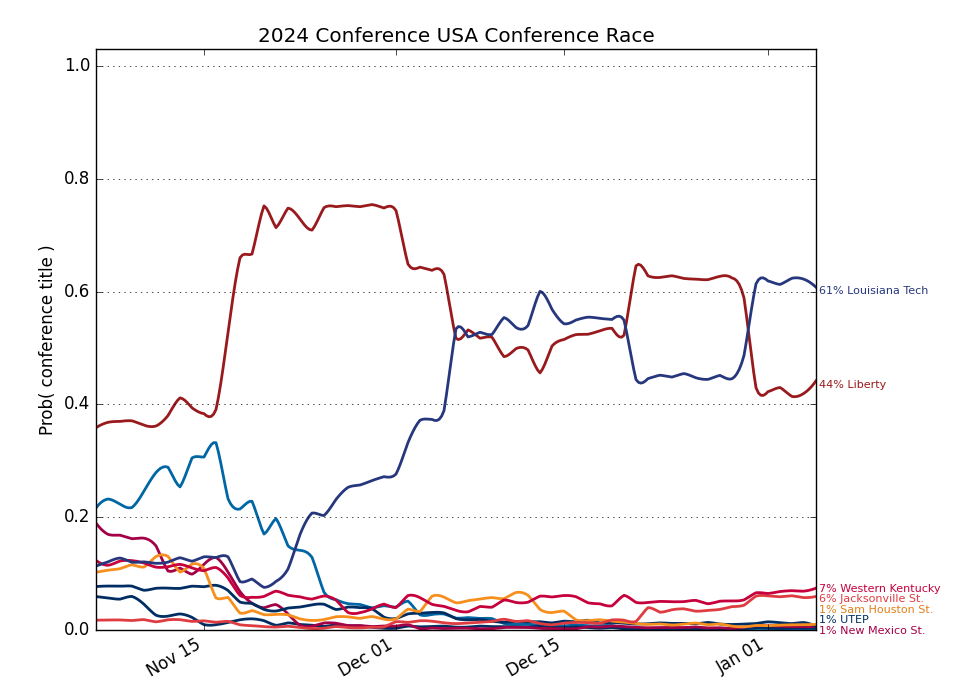 2024 Conference USA Conference Race
Prob( conference title )
1.0
0.8
0.6
0.4
0.2
0.0
Nov 15
Dec 01
Dec 15
Jan 01
61% Louisiana Tech
44% Liberty
7% Western Kentucky
6% Jacksonville St.
1% Sam Houston St.
1% UTEP
1% New Mexico St.